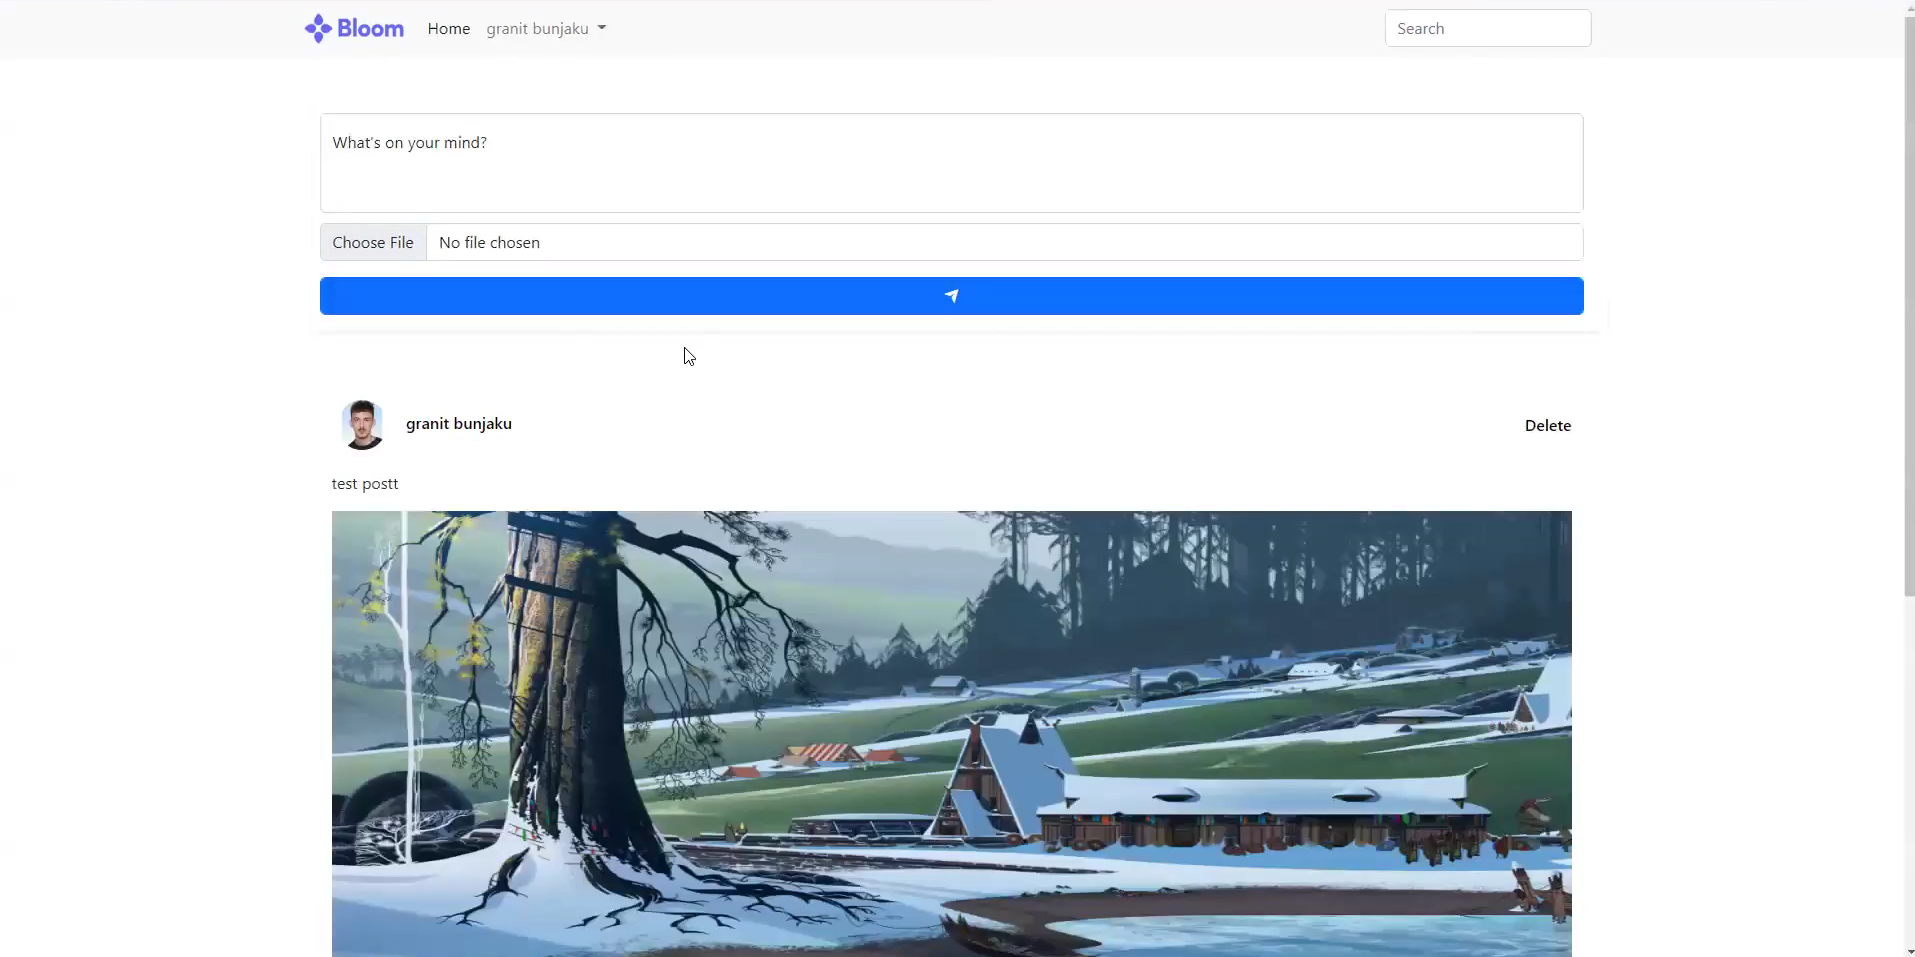 Bloom Home granit bunjaku Search
What's on your mind?
Choose File No file chosen
granit bunjaku Delete
test postt